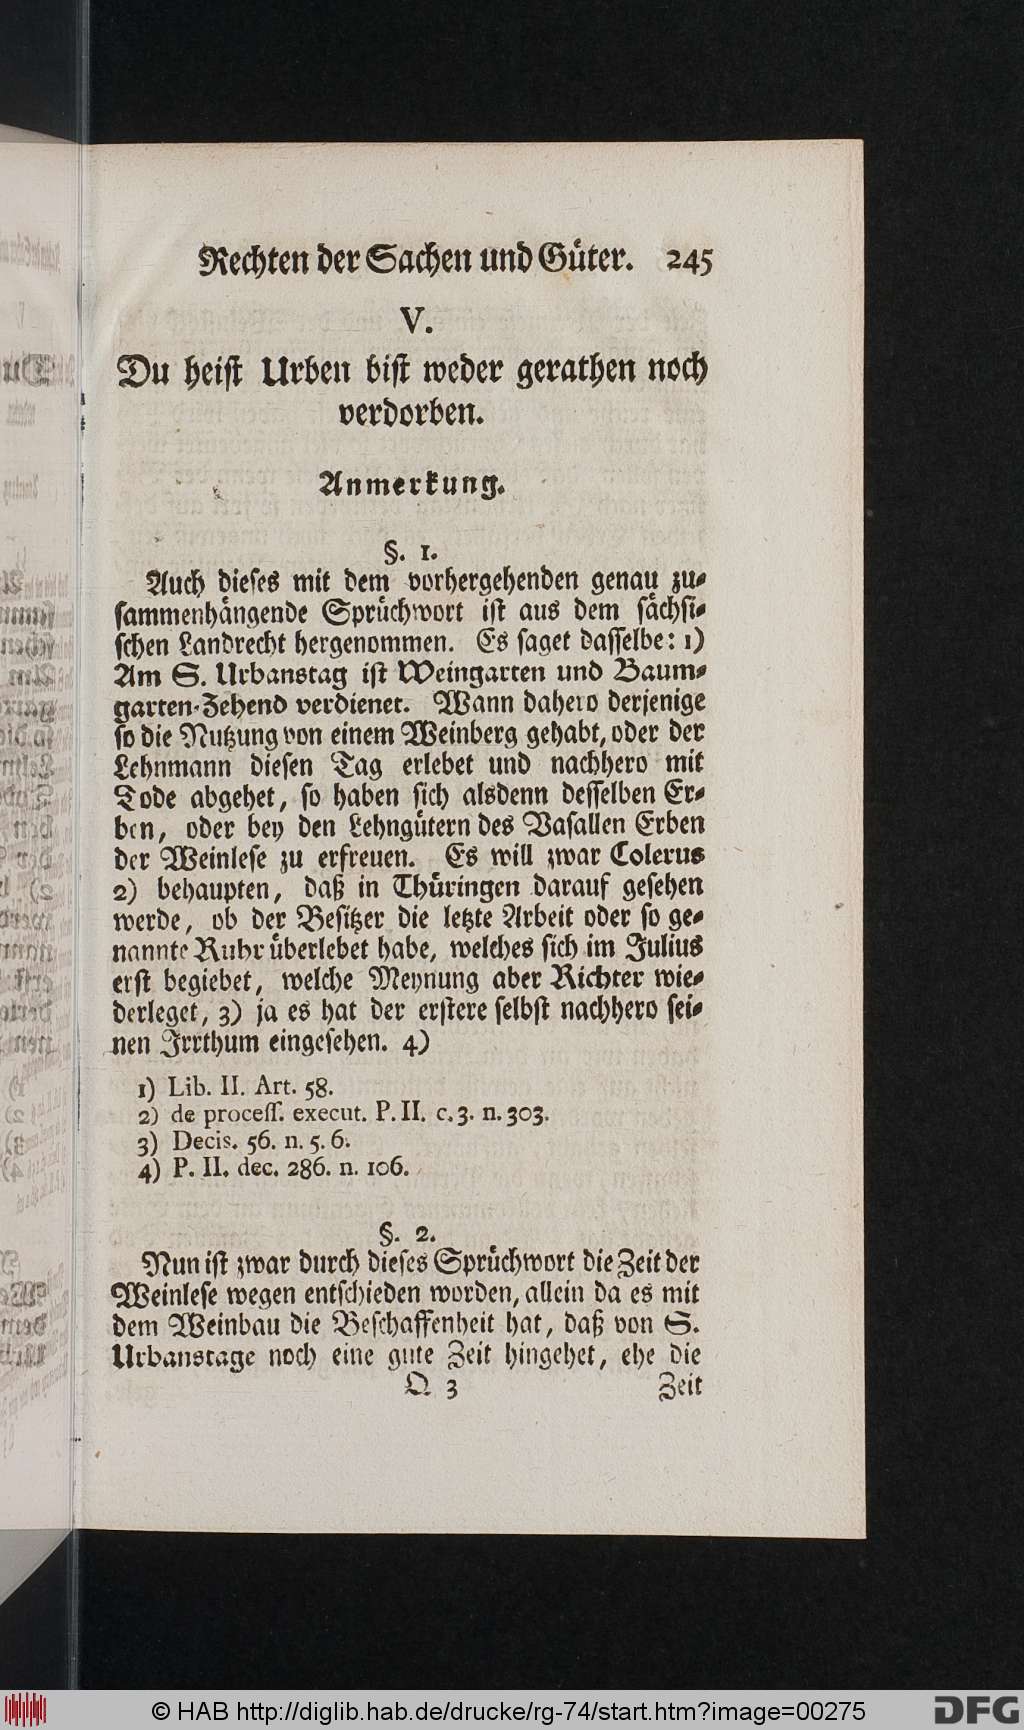 Rechten der Sachen und Güter. 245
V.
Du heist Urben bist weder gerathen noch
verdorben.
Anmerkung.
§. 1.
Auch dieses mit dem vorhergehenden genau zu-
sammenhängende Sprüchwort ist aus dem sächsi-
schen Landrecht hergenommen. Es saget dasselbe: 1)
Am S. Urbanstag ist Weingarten und Baum-
garten-Zehend verdienet. Wann dahero derjenige
so die Nutzung von einem Weinberg gehabt, oder der
Lehnmann diesen Tag erlebet und nachhero mit
Tode abgehet, so haben sich alsdenn desselben Er-
ben, oder bey den Lehngütern des Vasallen Erben
der Weinlese zu erfreuen. Es will zwar Colerus
2) behaupten, daß in Thüringen darauf gesehen
werde, ob der Besitzer die letzte Arbeit oder so ge-
nannte Ruhr überlebet habe, welches sich im Julius
erst begiebet, welche Meynung aber Richter wie-
derleget, 3) ja es hat der erstere selbst nachhero sei-
nen Irrthum eingesehen. 4)
1) Lib. II. Art. 58.
2) de process. execut. P. II. c. 3. n. 303.
3) Decis. 56. n. 5. 6.
4) P. II. dec. 286. n. 106.
§. 2.
Nun ist zwar durch dieses Sprüchwort die Zeit der
Weinlese wegen entschieden worden, allein da es mit
dem Weinbau die Beschaffenheit hat, daß von S.
Urbanstage noch eine gute Zeit hingehet, ehe die
Q 3 Zeit
© HAB http://diglib.hab.de/drucke/rg-74/start.htm?image=00275 DFG